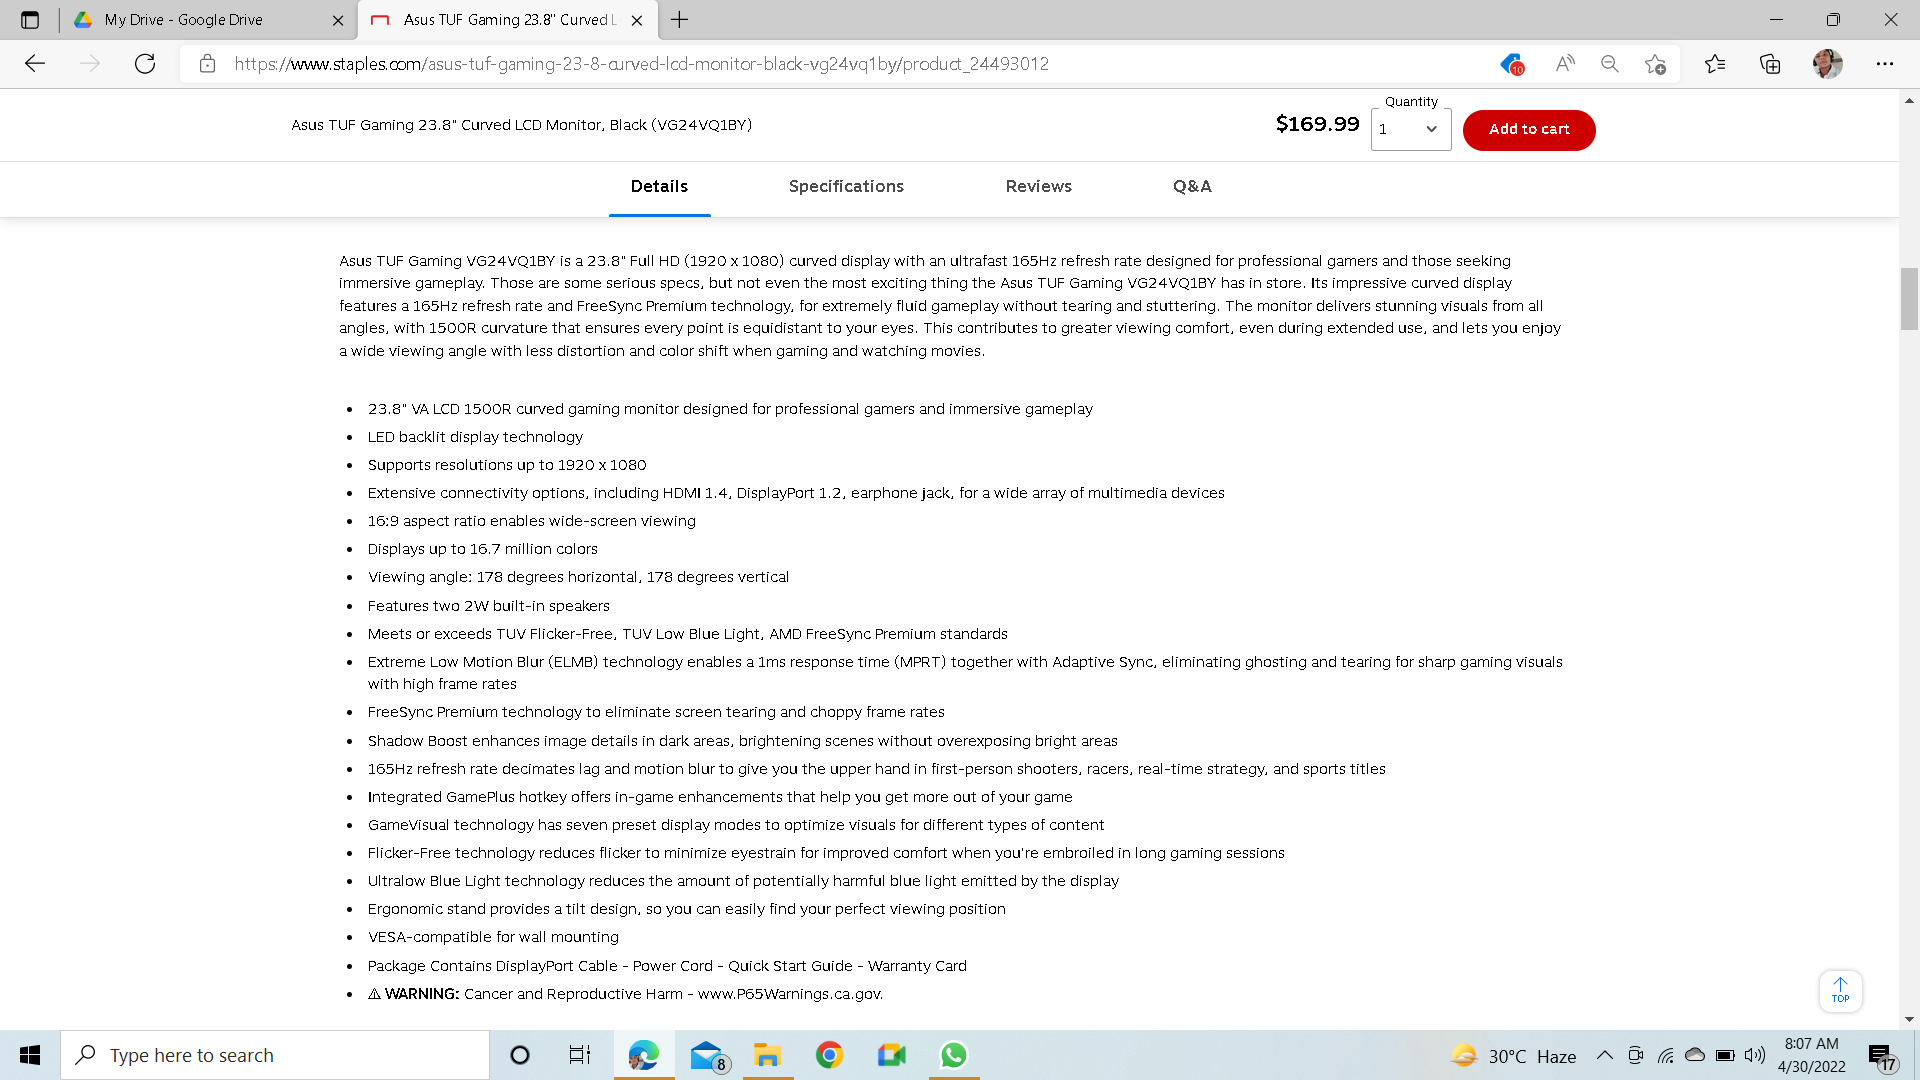 My Drive - Google Drive
Asus TUF Gaming 23.8" Curved L
https://www.staples.com/asus-tuf-gaming-23-8-curved-lcd-monitor-black-vg24vq1by/product_24493012
10
Asus TUF Gaming 23.8" Curved LCD Monitor, Black (VG24VQ1BY)
$169.99
Quantity
1
Add to cart
Details
Specifications
Reviews
Q&A
Asus TUF Gaming VG24VQ1BY is a 23.8" Full HD (1920 x 1080) curved display with an ultrafast 165Hz refresh rate designed for professional gamers and those seeking
immersive gameplay. Those are some serious specs, but not even the most exciting thing the Asus TUF Gaming VG24VQ1BY has in store. Its impressive curved display
features a 165Hz refresh rate and FreeSync Premium technology, for extremely fluid gameplay without tearing and stuttering. The monitor delivers stunning visuals from all
angles, with 1500R curvature that ensures every point is equidistant to your eyes. This contributes to greater viewing comfort, even during extended use, and lets you enjoy
a wide viewing angle with less distortion and color shift when gaming and watching movies.
• 23.8" VA LCD 1500R curved gaming monitor designed for professional gamers and immersive gameplay
• LED backlit display technology
• Supports resolutions up to 1920 x 1080
• Extensive connectivity options, including HDMI 1.4, DisplayPort 1.2, earphone jack, for a wide array of multimedia devices
• 16:9 aspect ratio enables wide-screen viewing
• Displays up to 16.7 million colors
• Viewing angle: 178 degrees horizontal, 178 degrees vertical
• Features two 2W built-in speakers
• Meets or exceeds TUV Flicker-Free, TUV Low Blue Light, AMD FreeSync Premium standards
• Extreme Low Motion Blur (ELMB) technology enables a 1ms response time (MPRT) together with Adaptive Sync, eliminating ghosting and tearing for sharp gaming visuals
with high frame rates
• FreeSync Premium technology to eliminate screen tearing and choppy frame rates
• Shadow Boost enhances image details in dark areas, brightening scenes without overexposing bright areas
• 165Hz refresh rate decimates lag and motion blur to give you the upper hand in first-person shooters, racers, real-time strategy, and sports titles
• Integrated GamePlus hotkey offers in-game enhancements that help you get more out of your game
• GameVisual technology has seven preset display modes to optimize visuals for different types of content
• Flicker-Free technology reduces flicker to minimize eyestrain for improved comfort when you're embroiled in long gaming sessions
• Ultralow Blue Light technology reduces the amount of potentially harmful blue light emitted by the display
• Ergonomic stand provides a tilt design, so you can easily find your perfect viewing position
• VESA-compatible for wall mounting
• Package Contains DisplayPort Cable - Power Cord - Quick Start Guide - Warranty Card
• ⚠ WARNING: Cancer and Reproductive Harm - www.P65Warnings.ca.gov.
TOP
Type here to search
8
30°C Haze
8:07 AM
4/30/2022
17